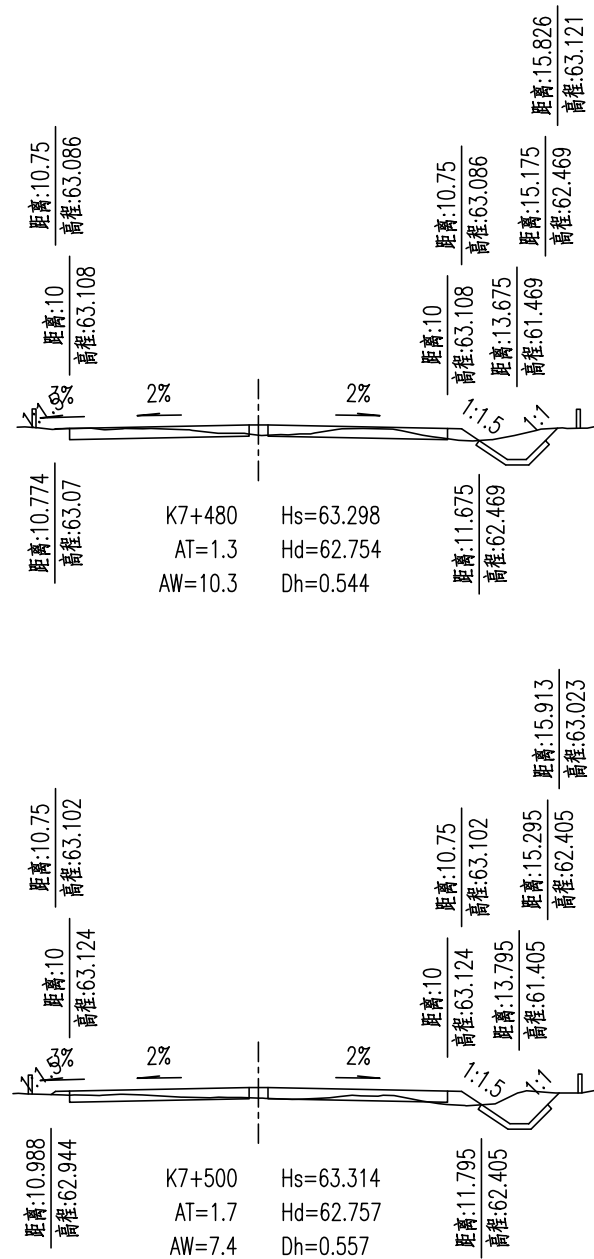 距离:15.826
高程:63.121
距离:10.75
高程:63.086
距离:10.75
高程:63.086
距离:15.175
高程:62.469
距离:10
高程:63.108
距离:10
高程:63.108
距离:13.675
高程:61.469
1:1.5
3%
2%
2%
1:1.5
1:1
距离:10.774
高程:63.07
距离:11.675
高程:62.469
K7+480 Hs=63.298
AT=1.3 Hd=62.754
AW=10.3 Dh=0.544
距离:15.913
高程:63.023
距离:10.75
高程:63.102
距离:10.75
高程:63.102
距离:15.295
高程:62.405
距离:10
高程:63.124
距离:10
高程:63.124
距离:13.795
高程:61.405
1:1.5
3%
2%
2%
1:1.5
1:1
距离:10.988
高程:62.944
距离:11.795
高程:62.405
K7+500 Hs=63.314
AT=1.7 Hd=62.757
AW=7.4 Dh=0.557